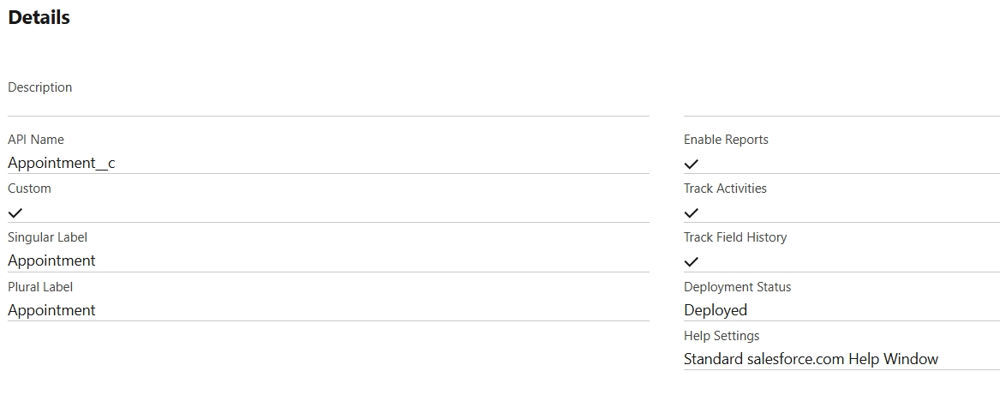 Details
Description
API Name
Appointment__c
Custom
Singular Label
Appointment
Plural Label
Appointment
Enable Reports
Track Activities
Track Field History
Deployment Status
Deployed
Help Settings
Standard salesforce.com Help Window